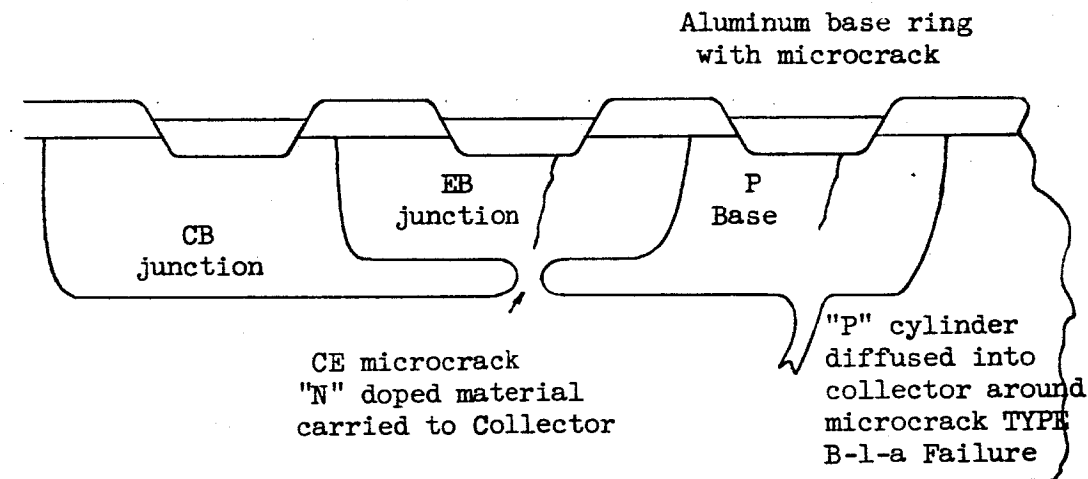 Aluminum base ring
with microcrack
EB
junction
P
Base
CB
junction
CE microcrack
"N" doped material
carried to Collector
"P" cylinder
diffused into
collector around
microcrack TYPE
B-1-a Failure